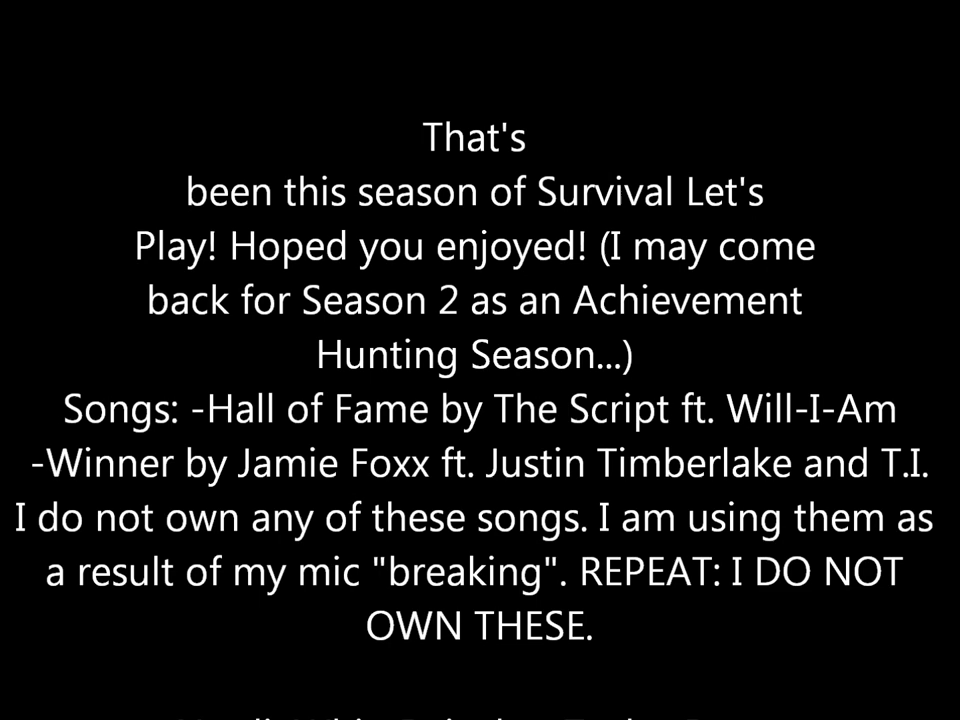 That's
been this season of Survival Let's
Play! Hoped you enjoyed! (I may come
back for Season 2 as an Achievement
Hunting Season...)
Songs: -Hall of Fame by The Script ft. Will-I-Am
-Winner by Jamie Foxx ft. Justin Timberlake and T.I.
I do not own any of these songs. I am using them as
a result of my mic "breaking". REPEAT: I DO NOT
OWN THESE.